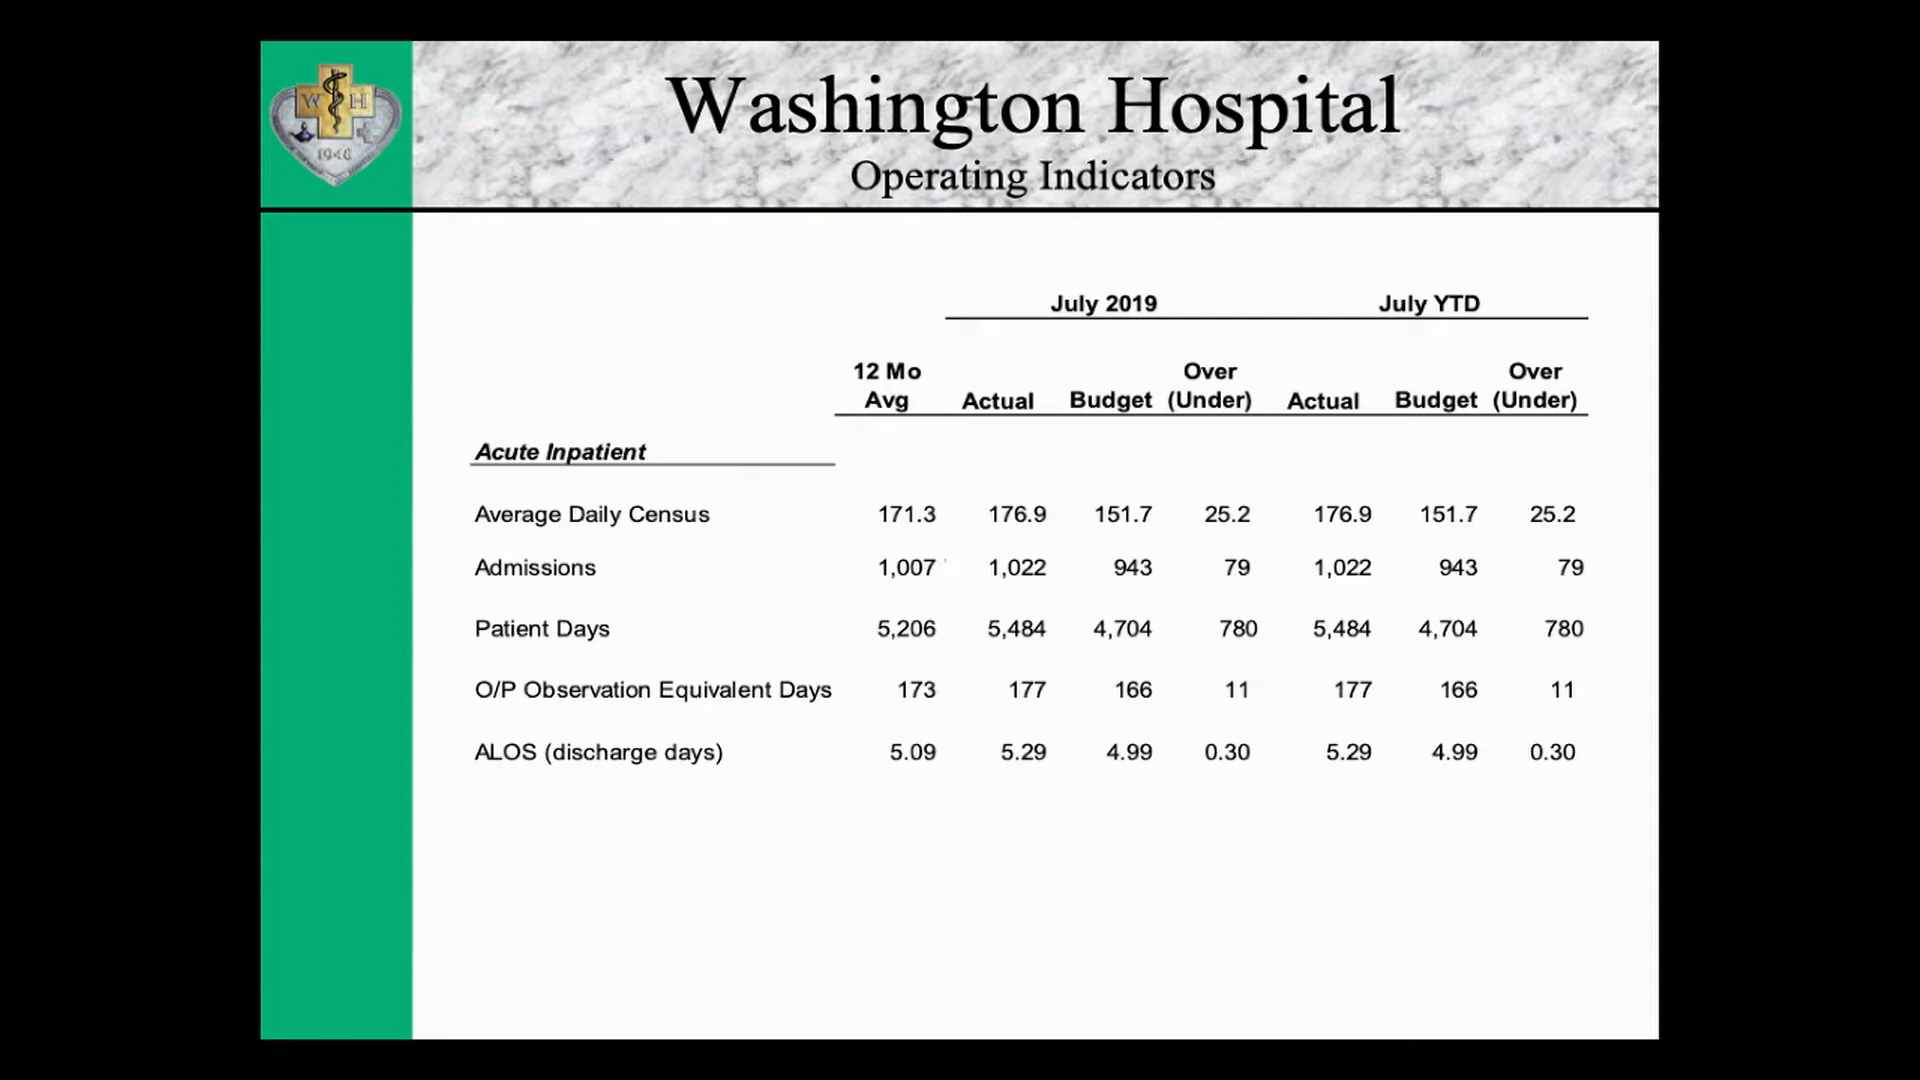 W H
1948
Washington Hospital
Operating Indicators
July 2019 July YTD
12 Mo Over Over
Avg Actual Budget (Under) Actual Budget (Under)
Acute Inpatient
Average Daily Census 171.3 176.9 151.7 25.2 176.9 151.7 25.2
Admissions 1,007 1,022 943 79 1,022 943 79
Patient Days 5,206 5,484 4,704 780 5,484 4,704 780
O/P Observation Equivalent Days 173 177 166 11 177 166 11
ALOS (discharge days) 5.09 5.29 4.99 0.30 5.29 4.99 0.30